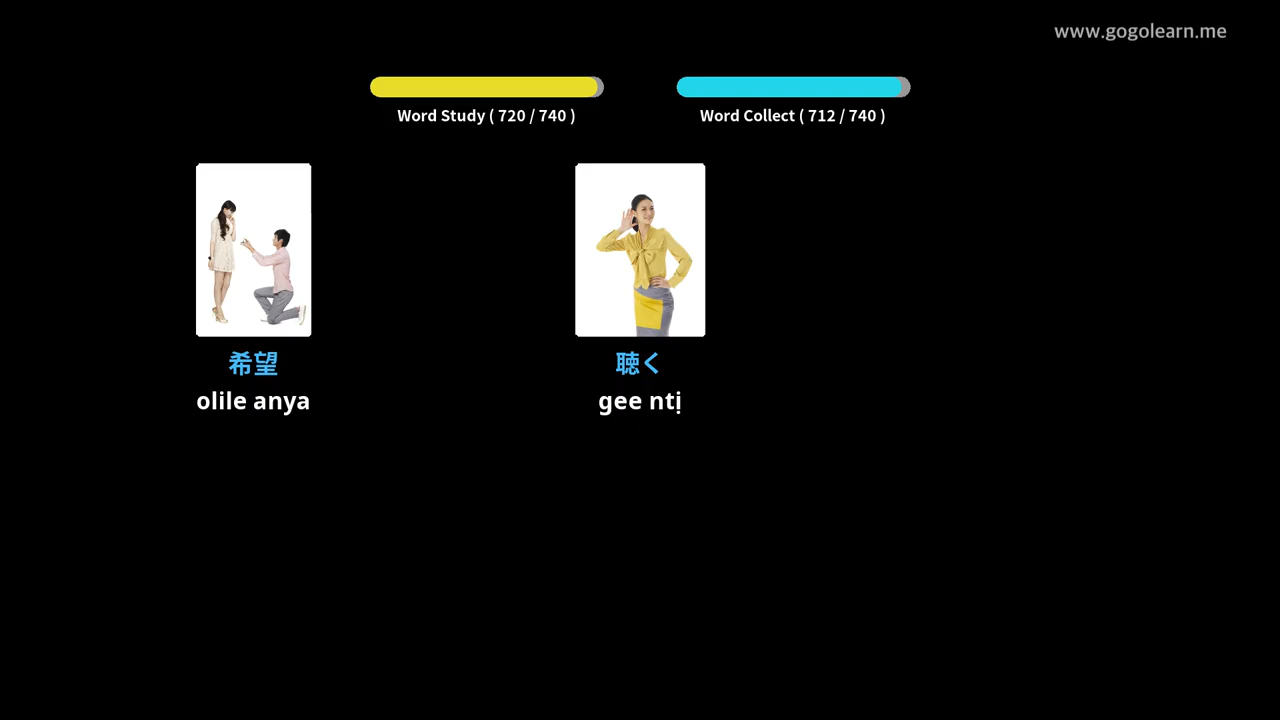 www.gogolearn.me
Word Study ( 720 / 740 )
Word Collect ( 712 / 740 )
希望
olile anya
聴く
gee ntị